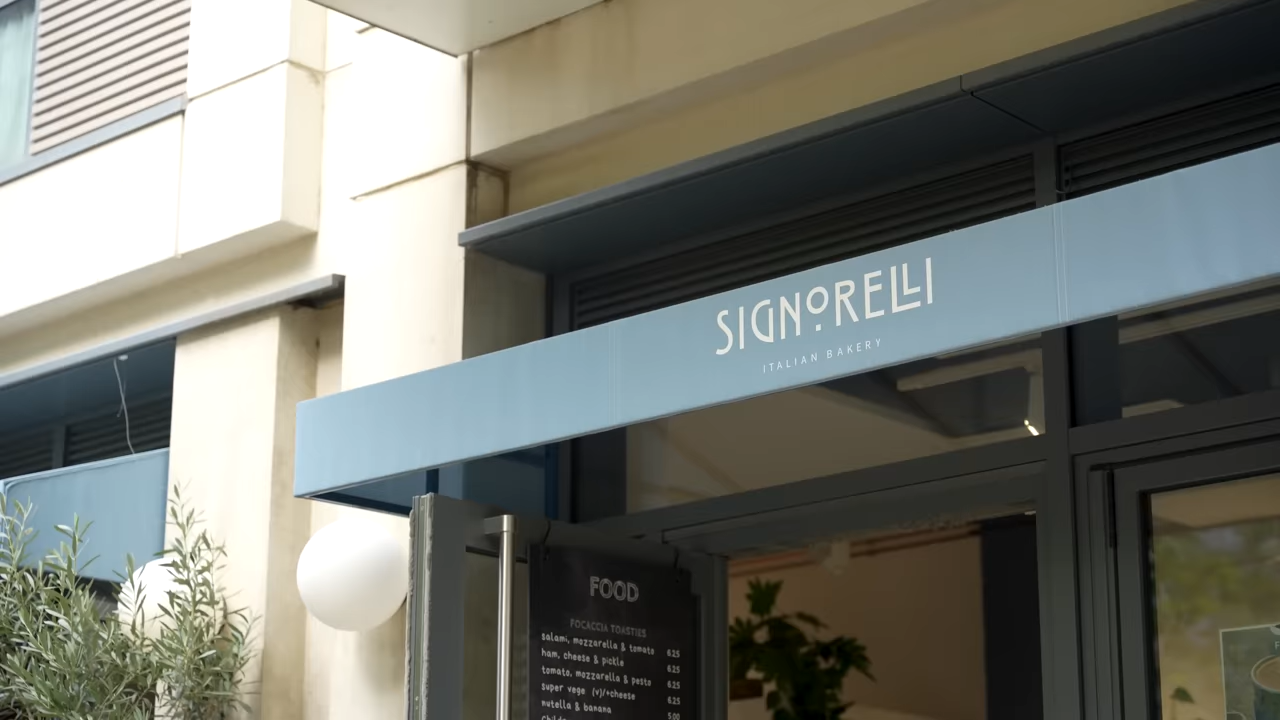 SIGNORELLI
ITALIAN BAKERY
FOOD
FOCACCIA TOASTIES
salami, mozzarella & tomato 6.25
ham, cheese & pickle 6.25
tomato, mozzarella & pesto 6.25
super vege (v)/+cheese 6.25
nutella & banana 5.00